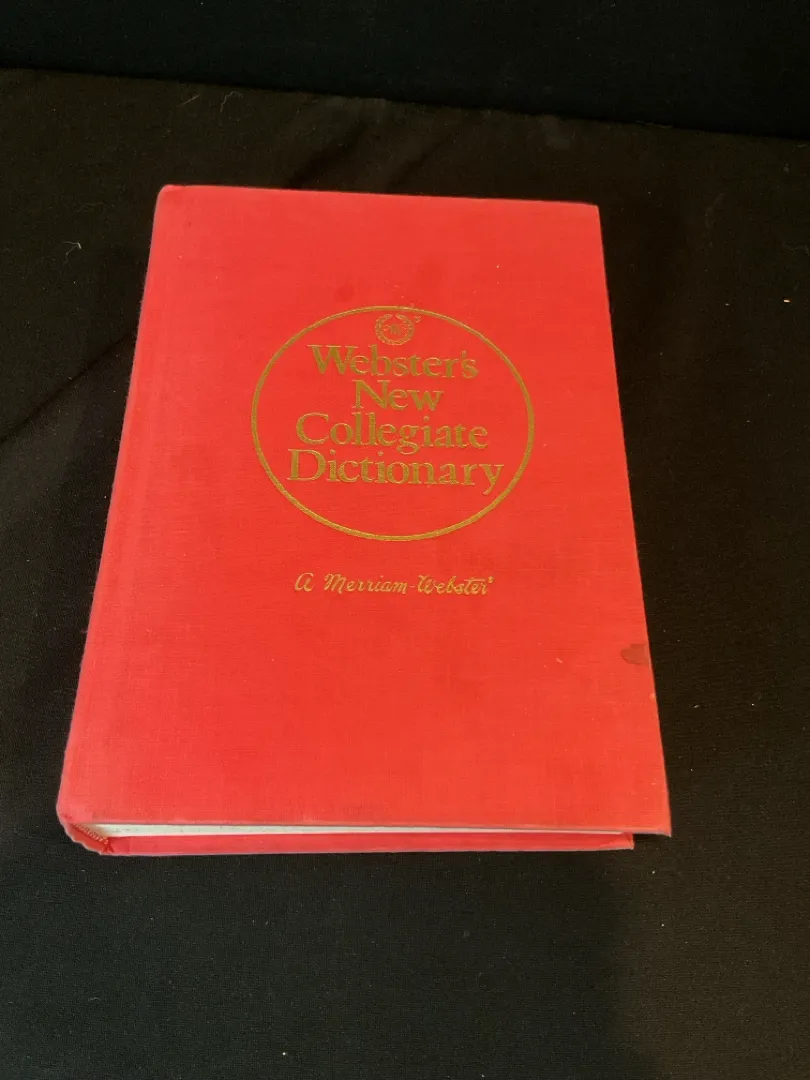 Webster's
New
Collegiate
Dictionary
A Merriam-Webster®